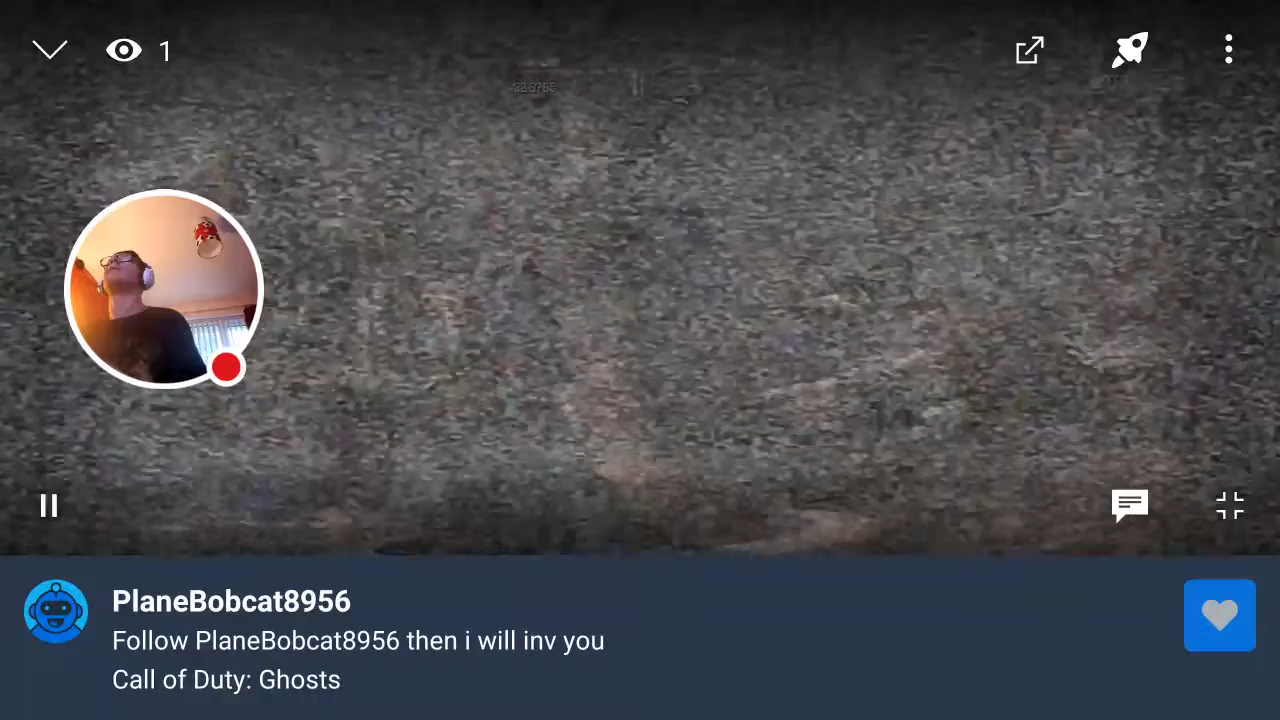 1
PlaneBobcat8956
Follow PlaneBobcat8956 then i will inv you
Call of Duty: Ghosts